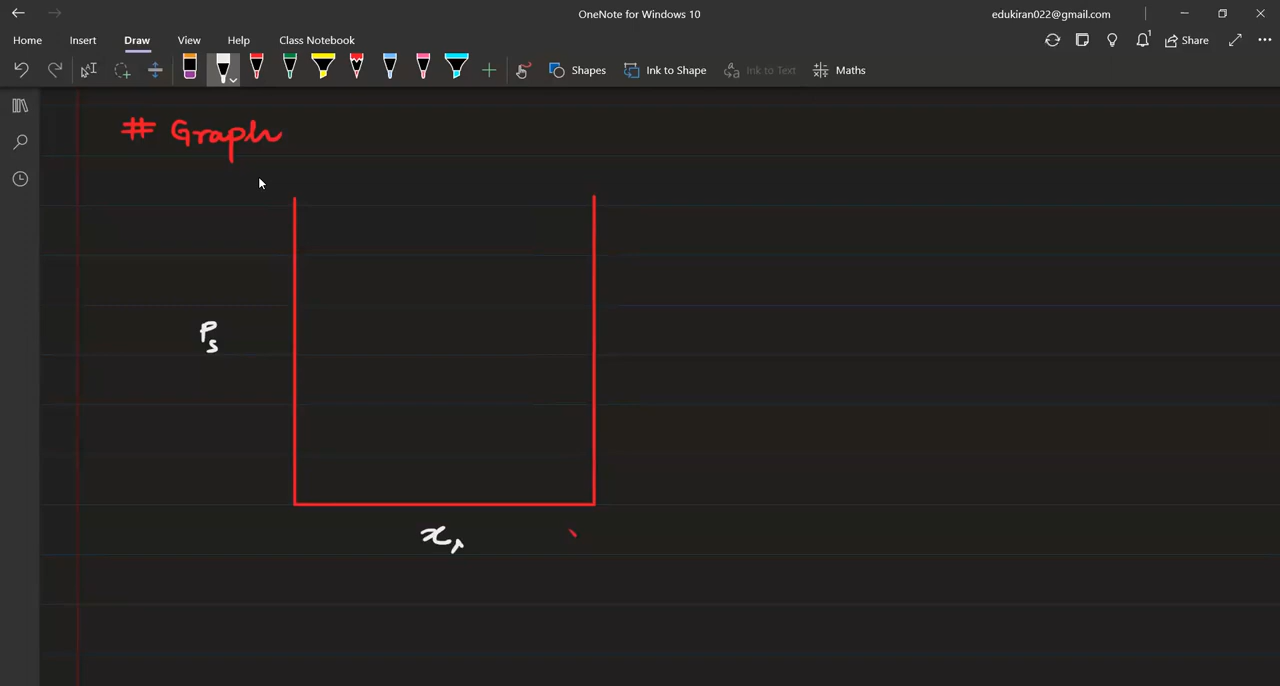 OneNote for Windows 10
edukiran022@gmail.com
Home Insert Draw View Help Class Notebook
Share
Shapes Ink to Shape Ink to Text Maths
# Graph
Ps
x